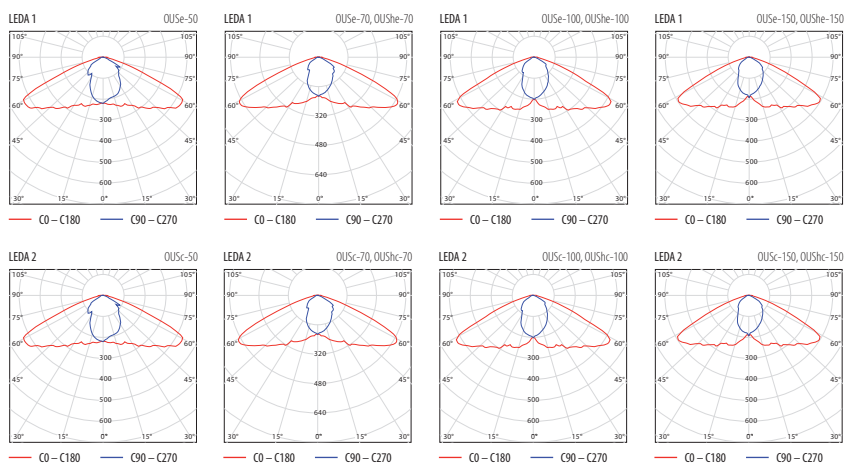 LEDA 1 OUSe-50
105° 105°
90° 90°
75° 75°
60° 60°
300
45° 45°
400
500
600
30° 15° 0° 15° 30°
C0 – C180 C90 – C270
LEDA 1 OUSe-70, OUShe-70
105° 105°
90° 90°
75° 75°
60° 60°
320
45° 45°
480
640
30° 15° 0° 15° 30°
C0 – C180 C90 – C270
LEDA 1 OUSe-100, OUShe-100
105° 105°
90° 90°
75° 75°
60° 60°
300
45° 45°
400
500
600
30° 15° 0° 15° 30°
C0 – C180 C90 – C270
LEDA 1 OUSe-150, OUShe-150
105° 105°
90° 90°
75° 75°
60° 60°
300
45° 45°
400
500
600
30° 15° 0° 15° 30°
C0 – C180 C90 – C270
LEDA 2 OUSc-50
105° 105°
90° 90°
75° 75°
60° 60°
300
45° 45°
400
500
600
30° 15° 0° 15° 30°
C0 – C180 C90 – C270
LEDA 2 OUSc-70, OUShc-70
105° 105°
90° 90°
75° 75°
60° 60°
320
45° 45°
480
640
30° 15° 0° 15° 30°
C0 – C180 C90 – C270
LEDA 2 OUSc-100, OUShc-100
105° 105°
90° 90°
75° 75°
60° 60°
300
45° 45°
400
500
600
30° 15° 0° 15° 30°
C0 – C180 C90 – C270
LEDA 2 OUSc-150, OUShc-150
105° 105°
90° 90°
75° 75°
60° 60°
300
45° 45°
400
500
600
30° 15° 0° 15° 30°
C0 – C180 C90 – C270